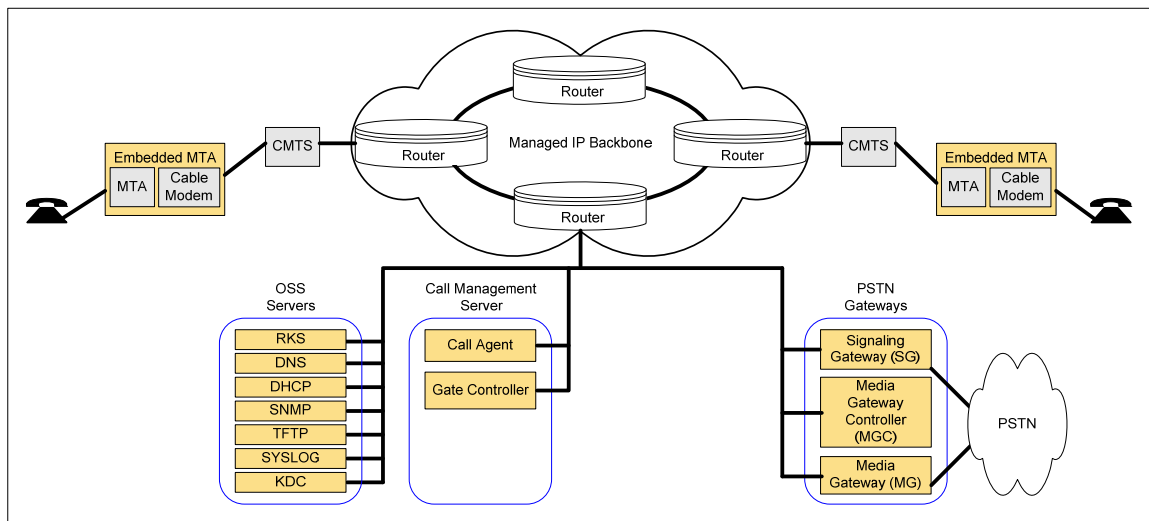 Router
Managed IP Backbone
Router
Router
CMTS
CMTS
Embedded MTA
MTA
Cable
Modem
Embedded MTA
MTA
Cable
Modem
Router
OSS
Servers
RKS
DNS
DHCP
SNMP
TFTP
SYSLOG
KDC
Call Management
Server
Call Agent
Gate Controller
PSTN
Gateways
Signaling
Gateway (SG)
Media
Gateway
Controller
(MGC)
Media
Gateway (MG)
PSTN